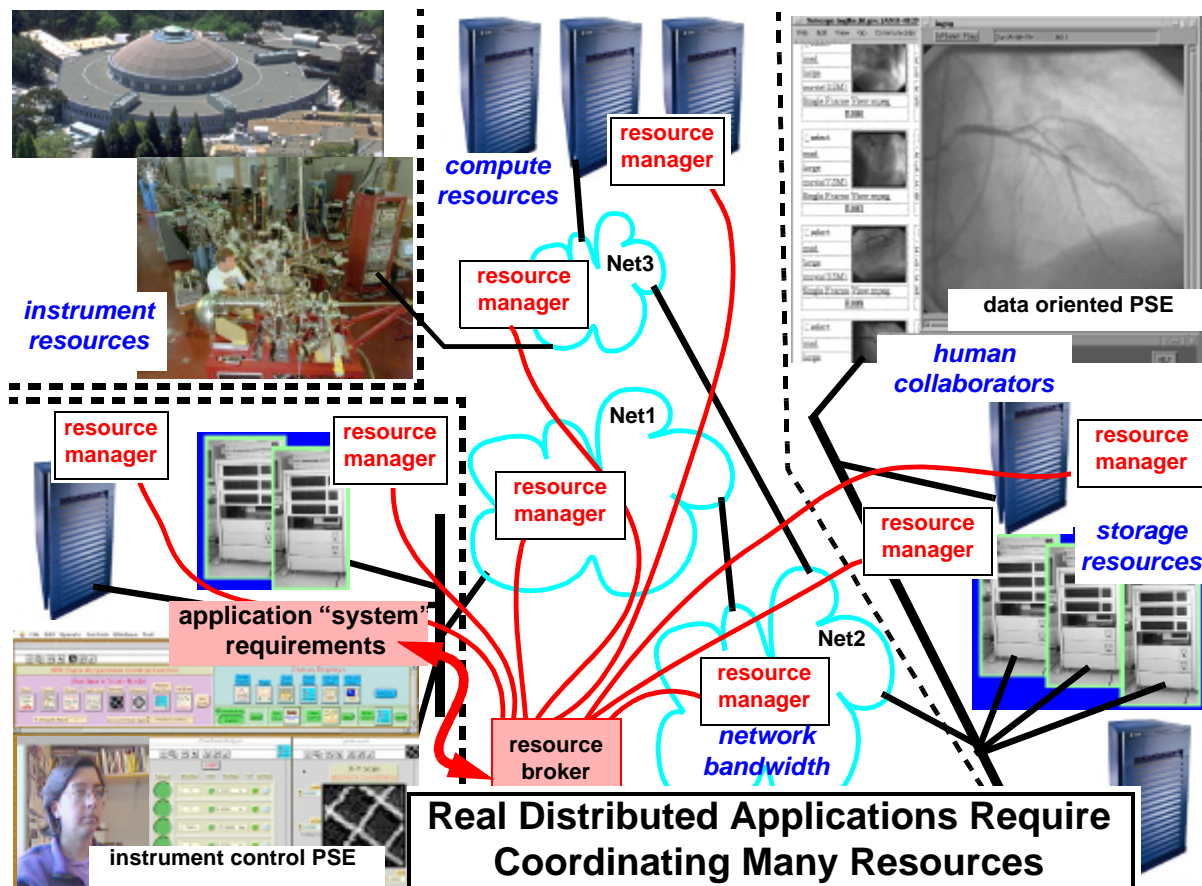 resource
manager
compute
resources
Net3
resource
manager
instrument
resources
data oriented PSE
human
collaborators
Net1
resource
manager
resource
manager
resource
manager
resource
manager
resource
manager
storage
resources
application “system”
requirements
Net2
resource
manager
network
bandwidth
resource
broker
instrument control PSE
Real Distributed Applications Require
Coordinating Many Resources